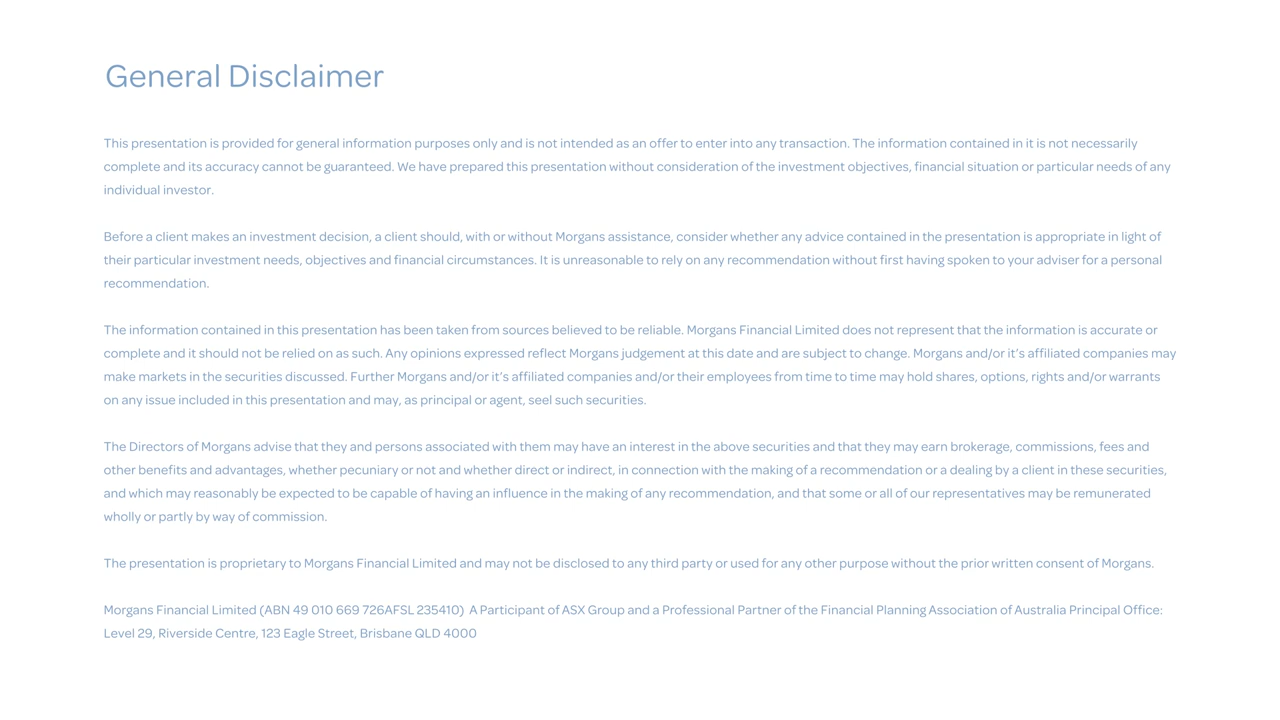 General Disclaimer
This presentation is provided for general information purposes only and is not intended as an offer to enter into any transaction. The information contained in it is not necessarily
complete and its accuracy cannot be guaranteed. We have prepared this presentation without consideration of the investment objectives, financial situation or particular needs of any
individual investor.
Before a client makes an investment decision, a client should, with or without Morgans assistance, consider whether any advice contained in the presentation is appropriate in light of
their particular investment needs, objectives and financial circumstances. It is unreasonable to rely on any recommendation without first having spoken to your adviser for a personal
recommendation.
The information contained in this presentation has been taken from sources believed to be reliable. Morgans Financial Limited does not represent that the information is accurate or
complete and it should not be relied on as such. Any opinions expressed reflect Morgans judgement at this date and are subject to change. Morgans and/or it's affiliated companies may
make markets in the securities discussed. Further Morgans and/or it's affiliated companies and/or their employees from time to time may hold shares, options, rights and/or warrants
on any issue included in this presentation and may, as principal or agent, seel such securities.
The Directors of Morgans advise that they and persons associated with them may have an interest in the above securities and that they may earn brokerage, commissions, fees and
other benefits and advantages, whether pecuniary or not and whether direct or indirect, in connection with the making of a recommendation or a dealing by a client in these securities,
and which may reasonably be expected to be capable of having an influence in the making of any recommendation, and that some or all of our representatives may be remunerated
wholly or partly by way of commission.
The presentation is proprietary to Morgans Financial Limited and may not be disclosed to any third party or used for any other purpose without the prior written consent of Morgans.
Morgans Financial Limited (ABN 49 010 669 726AFSL 235410)  A Participant of ASX Group and a Professional Partner of the Financial Planning Association of Australia Principal Office:
Level 29, Riverside Centre, 123 Eagle Street, Brisbane QLD 4000